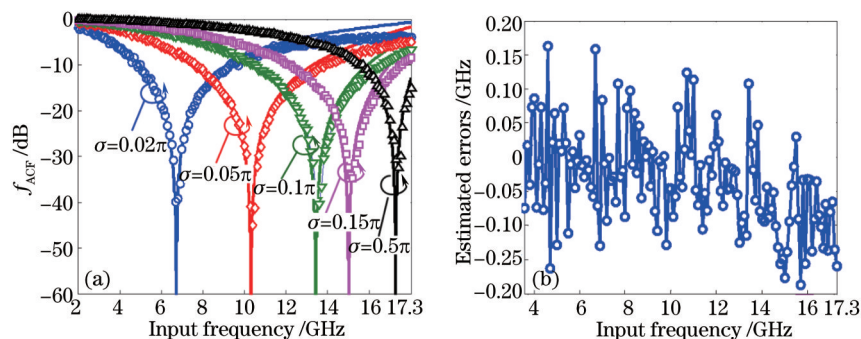 0
−10
−20
−30
−40
−50
−60
f_ACF /dB
σ=0.02π
σ=0.05π
σ=0.1π
σ=0.15π
σ=0.5π
(a)
2 4 6 8 10 12 14 16 17.3
Input frequency /GHz
0.20
0.15
0.10
0.05
0
−0.05
−0.10
−0.25
−0.20
Estimated errors /GHz
(b)
4 6 8 10 12 14 16 17.3
Input frequency /GHz